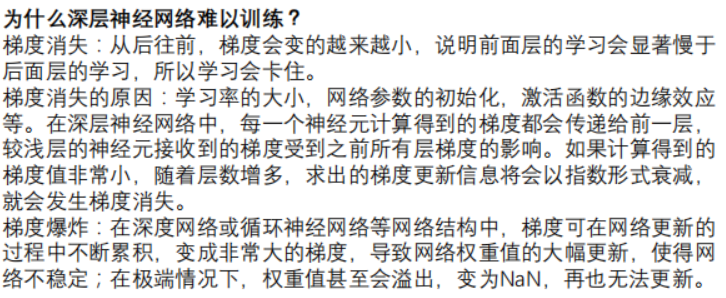 为什么深层神经网络难以训练？
梯度消失：从后往前，梯度会变的越来越小，说明前面层的学习会显著慢于
后面层的学习，所以学习会卡住。
梯度消失的原因：学习率的大小，网络参数的初始化，激活函数的边缘效应
等。在深层神经网络中，每一个神经元计算得到的梯度都会传递给前一层，
较浅层的神经元接收到的梯度受到之前所有层梯度的影响。如果计算得到的
梯度值非常小，随着层数增多，求出的梯度更新信息将会以指数形式衰减，
就会发生梯度消失。
梯度爆炸：在深度网络或循环神经网络等网络结构中，梯度可在网络更新的
过程中不断累积，变成非常大的梯度，导致网络权重值的大幅更新，使得网
络不稳定；在极端情况下，权重值甚至会溢出，变为NaN，再也无法更新。